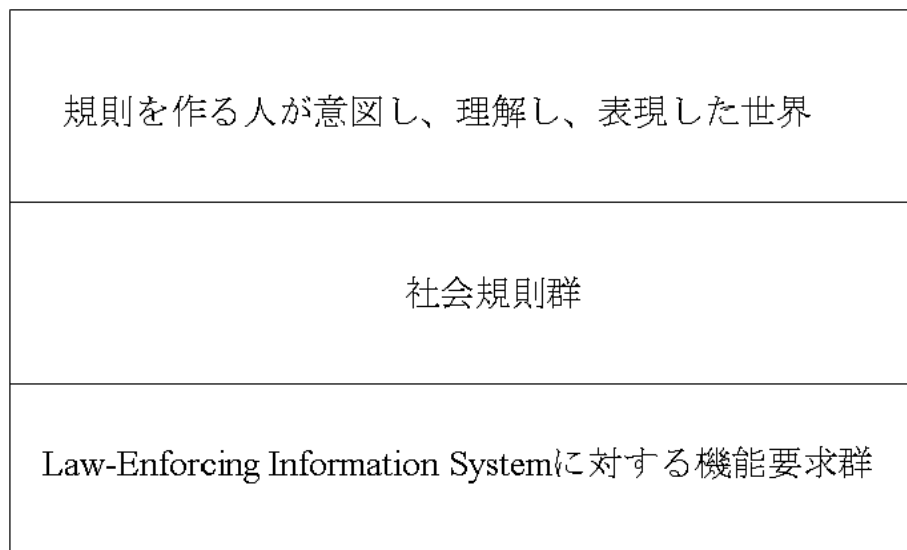 規則を作る人が意図し、理解し、表現した世界
社会規則群
Law-Enforcing Information Systemに対する機能要求群